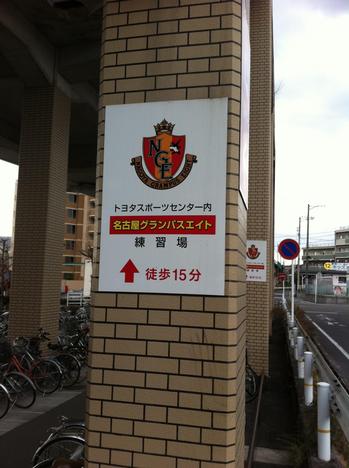 NGE
NAGOYA GRAMPUS EIGHT
トヨタスポーツセンター内
名古屋グランパスエイト
練習場
徒歩15分